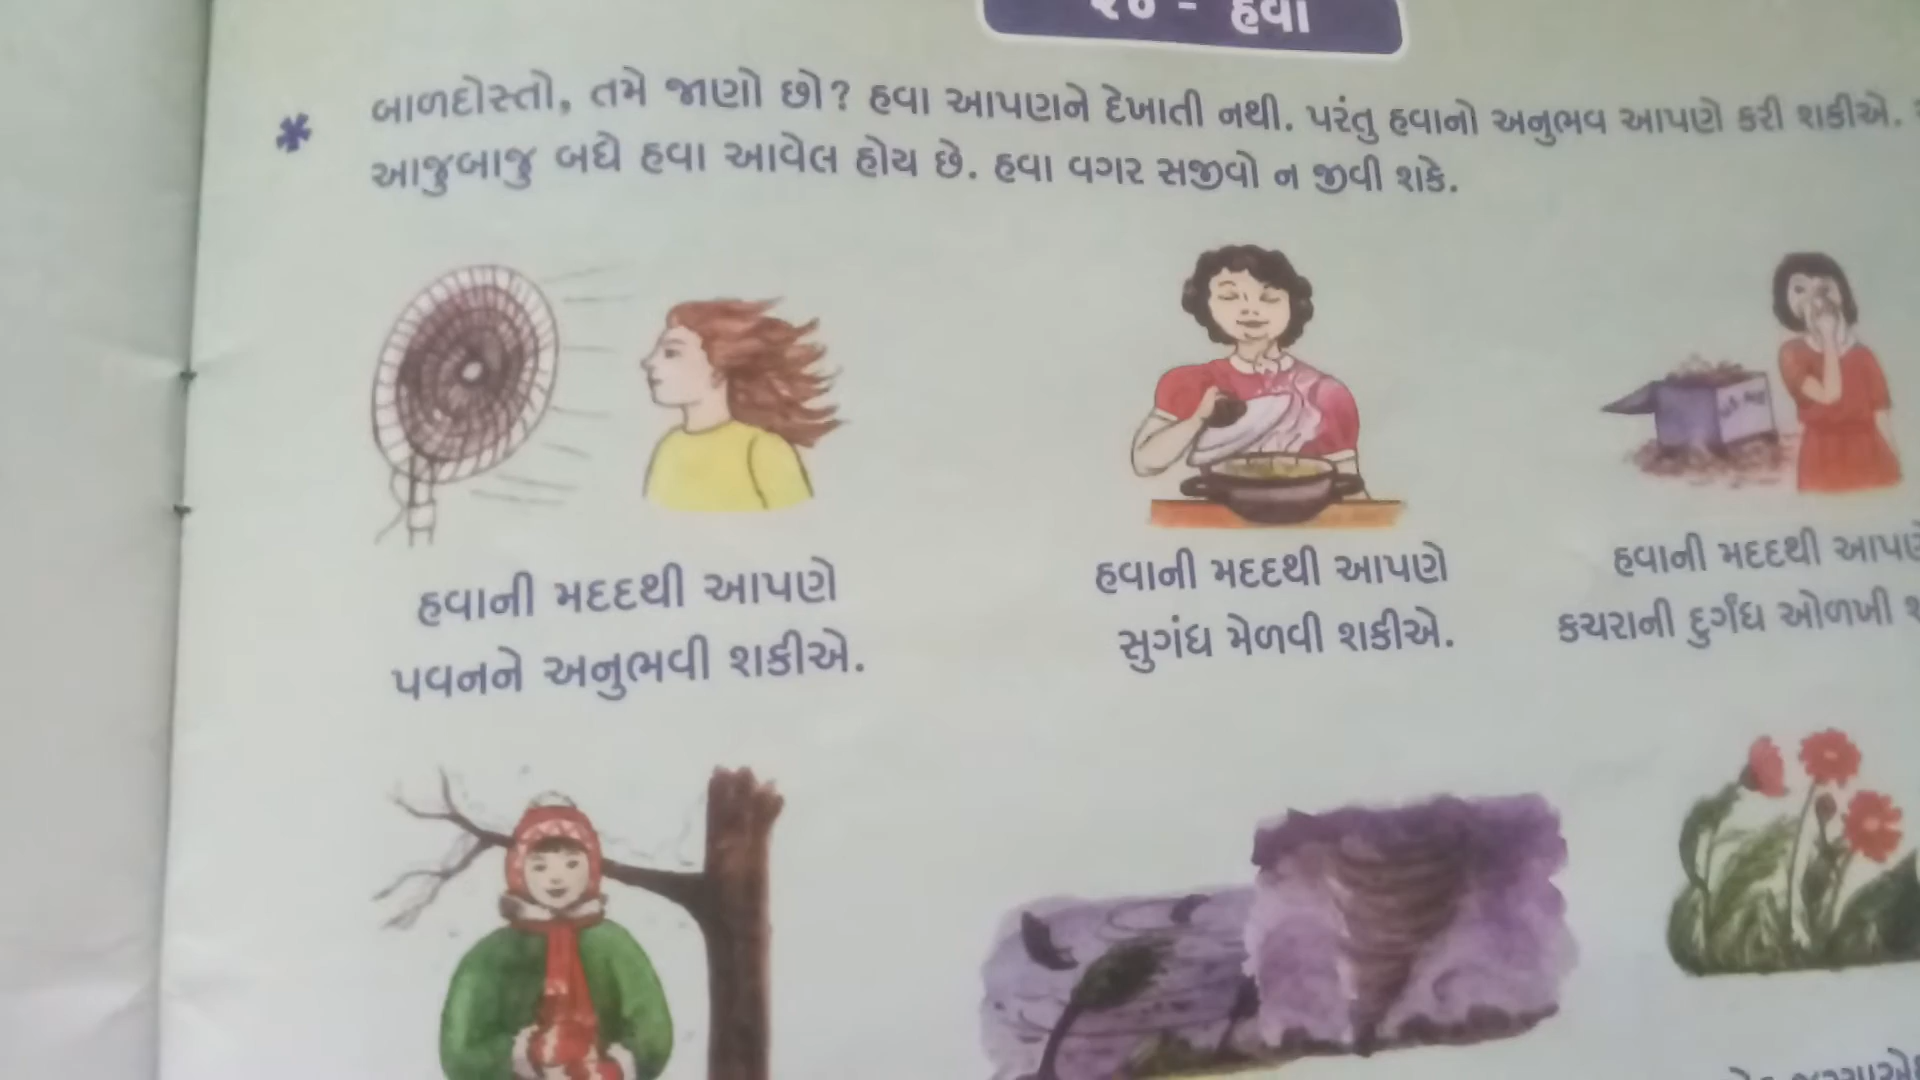 - હવા
બાળદોસ્તો, તમે જાણો છો? હવા આપણને દેખાતી નથી. પરંતુ હવાનો અનુભવ આપણે કરી શકીએ.
આજુબાજુ બધે હવા આવેલ હોય છે. હવા વગર સજીવો ન જીવી શકે.
હવાની મદદથી આપણે
પવનને અનુભવી શકીએ.
હવાની મદદથી આપણે
સુગંધ મેળવી શકીએ.
હવાની મદદથી
કચરાની દુર્ગંધ ઓળખી